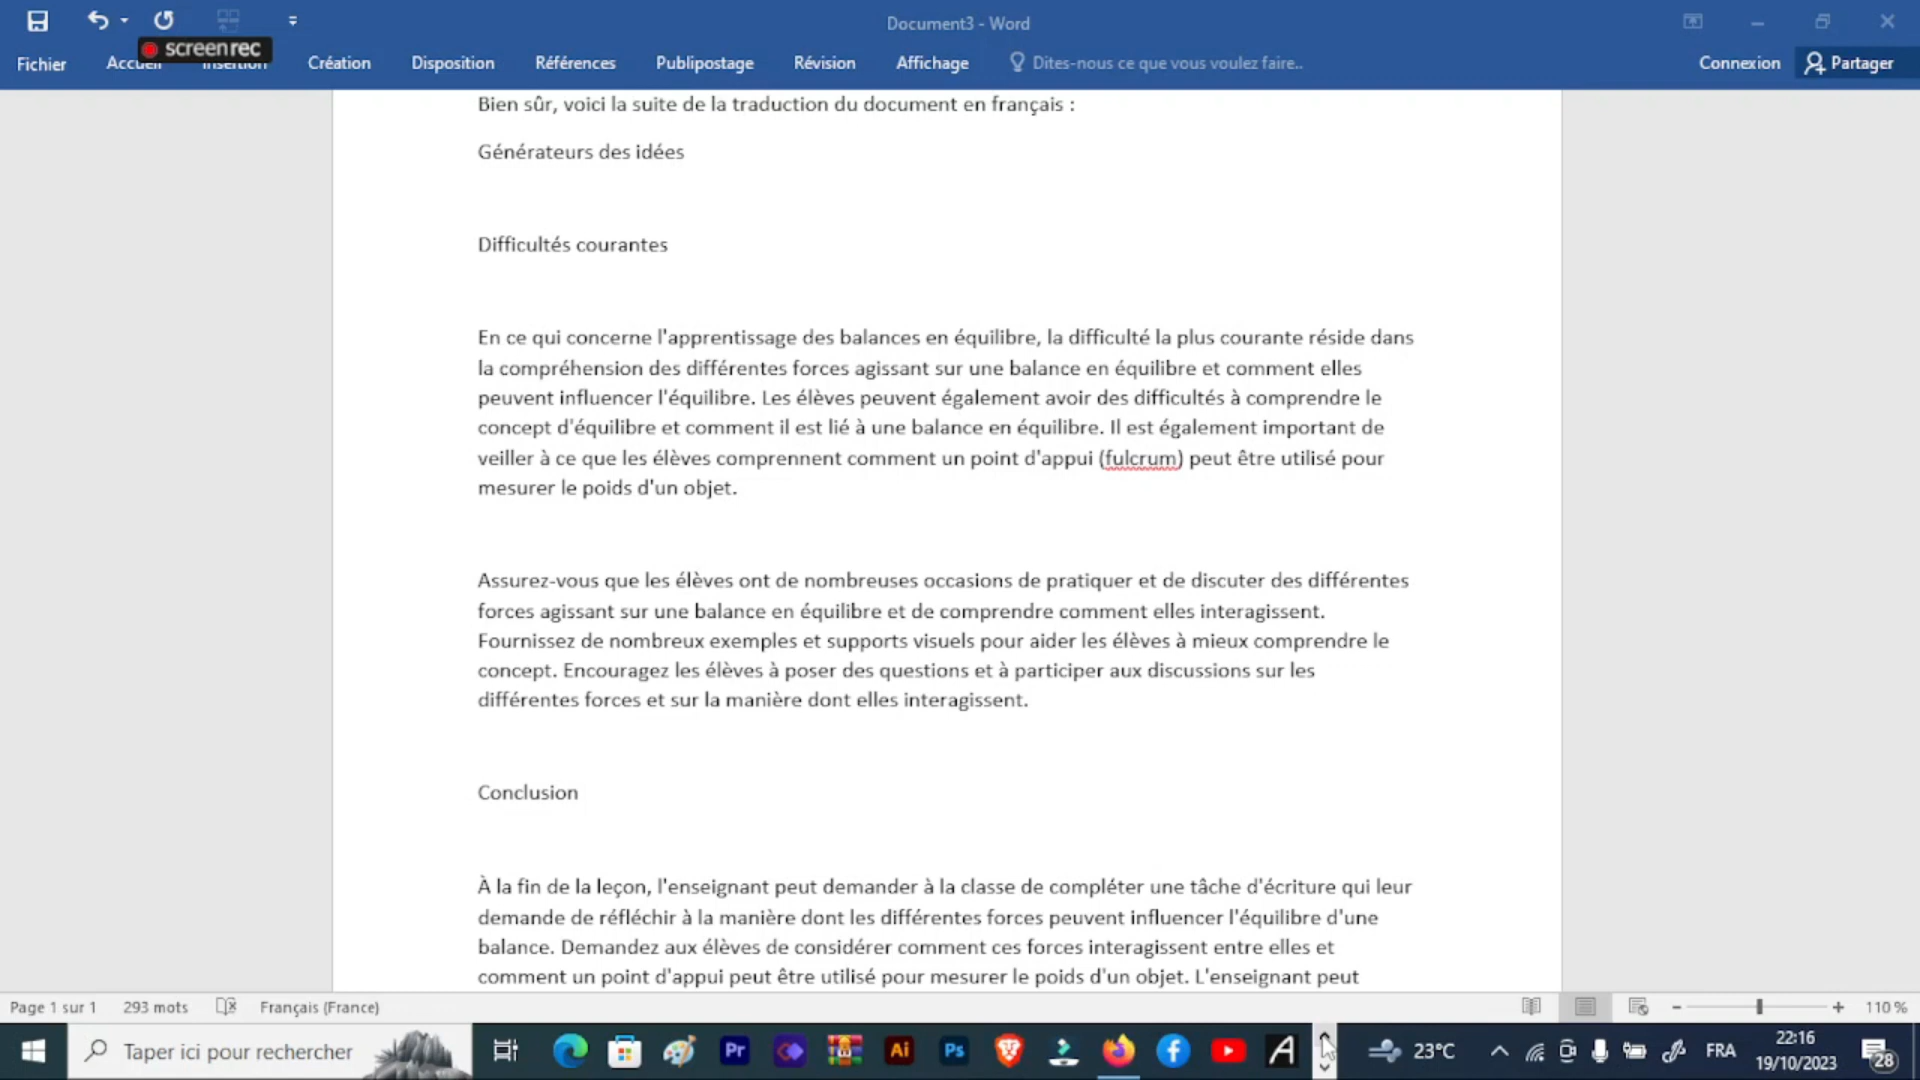 Document3 - Word
screenrec
Fichier Accueil Insertion Création Disposition Références Publipostage Révision Affichage Dites-nous ce que vous voulez faire.. Connexion Partager
Bien sûr, voici la suite de la traduction du document en français :
Générateurs des idées
Difficultés courantes
En ce qui concerne l'apprentissage des balances en équilibre, la difficulté la plus courante réside dans
la compréhension des différentes forces agissant sur une balance en équilibre et comment elles
peuvent influencer l'équilibre. Les élèves peuvent également avoir des difficultés à comprendre le
concept d'équilibre et comment il est lié à une balance en équilibre. Il est également important de
veiller à ce que les élèves comprennent comment un point d'appui (fulcrum) peut être utilisé pour
mesurer le poids d'un objet.
Assurez-vous que les élèves ont de nombreuses occasions de pratiquer et de discuter des différentes
forces agissant sur une balance en équilibre et de comprendre comment elles interagissent.
Fournissez de nombreux exemples et supports visuels pour aider les élèves à mieux comprendre le
concept. Encouragez les élèves à poser des questions et à participer aux discussions sur les
différentes forces et sur la manière dont elles interagissent.
Conclusion
À la fin de la leçon, l'enseignant peut demander à la classe de compléter une tâche d'écriture qui leur
demande de réfléchir à la manière dont les différentes forces peuvent influencer l'équilibre d'une
balance. Demandez aux élèves de considérer comment ces forces interagissent entre elles et
comment un point d'appui peut être utilisé pour mesurer le poids d'un objet. L'enseignant peut
Page 1 sur 1 293 mots Français (France) 110 %
Taper ici pour rechercher Pr Ai Ps 23°C FRA 22:16
19/10/2023 28